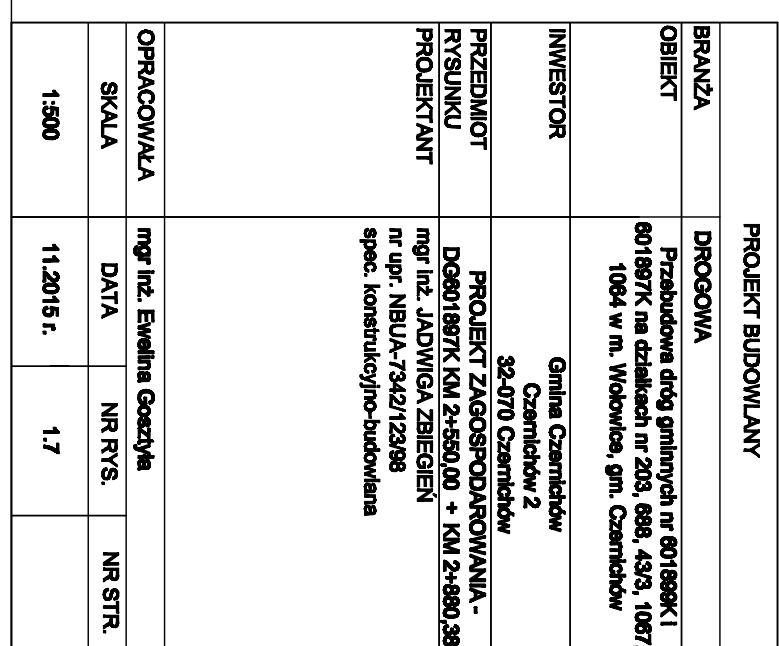 PROJEKT BUDOWLANY
BRANŻA DROGOWA
OBIEKT Przebudowa dróg gminnych nr 601899K i
601897K na działkach nr 203, 688, 43/3, 1067,
1064 w m. Wołowice, gm. Czernichów
INWESTOR Gmina Czernichów
Czernichów 2
32-070 Czernichów
PRZEDMIOT PROJEKT ZAGOSPODAROWANIA -
RYSUNKU DG601897K KM 2+550,00 ÷ KM 2+880,38
PROJEKTANT mgr inż. JADWIGA ZBIEGIEŃ
nr upr. NBUA-7342/123/98
spec. konstrukcyjno-budowlana
OPRACOWAŁA mgr inż. Ewelina Gosztyła
SKALA DATA NR RYS. NR STR.
1:500 11.2015 r. 1.7